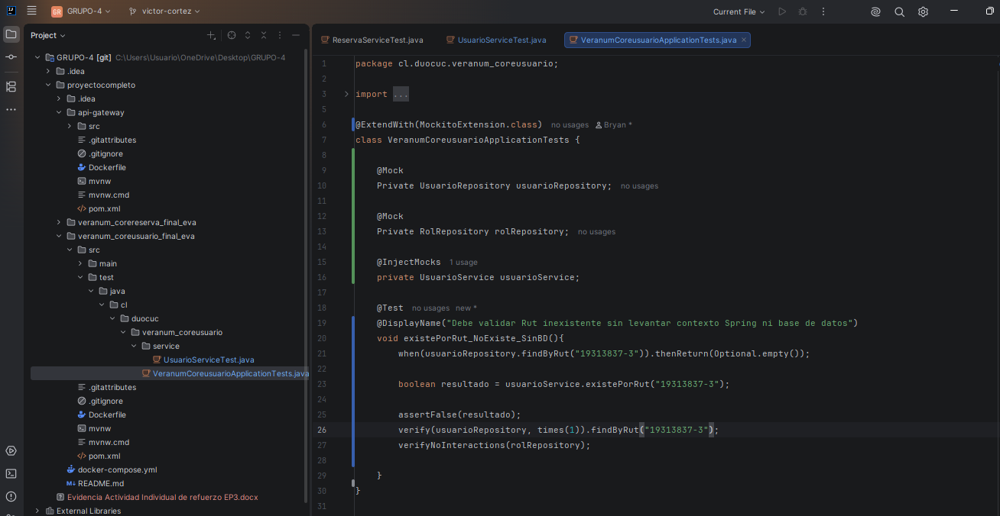 GRUPO-4
victor-cortez
Current File
Project
ReservaServiceTest.java
UsuarioServiceTest.java
VeranumCoreusuarioApplicationTests.java
GRUPO-4 [git] C:\Users\Usuario\OneDrive\Desktop\GRUPO-4
.idea
proyectocompleto
.idea
api-gateway
src
.gitattributes
.gitignore
Dockerfile
mvnw
mvnw.cmd
pom.xml
veranum_corereserva_final_eva
veranum_coreusuario_final_eva
src
main
test
java
cl
duocuc
veranum_coreusuario
service
UsuarioServiceTest.java
VeranumCoreusuarioApplicationTests.java
.gitattributes
.gitignore
Dockerfile
mvnw
mvnw.cmd
pom.xml
docker-compose.yml
README.md
Evidencia Actividad Individual de refuerzo EP3.docx
External Libraries
1 package cl.duocuc.veranum_coreusuario;
2
3 import ...
5
6 @ExtendWith(MockitoExtension.class) no usages Bryan *
7 class VeranumCoreusuarioApplicationTests {
8
9 @Mock
10 Private UsuarioRepository usuarioRepository; no usages
11
12 @Mock
13 Private RolRepository rolRepository; no usages
14
15 @InjectMocks 1 usage
16 private UsuarioService usuarioService;
17
18 @Test no usages new *
19 @DisplayName("Debe validar Rut inexistente sin levantar contexto Spring ni base de datos")
20 void existePorRut_NoExiste_SinBD(){
21 when(usuarioRepository.findByRut("19313837-3")).thenReturn(Optional.empty());
22
23 boolean resultado = usuarioService.existePorRut("19313837-3");
24
25 assertFalse(resultado);
26 verify(usuarioRepository, times(1)).findByRut("19313837-3");
27 verifyNoInteractions(rolRepository);
28
29 }
30 }
31